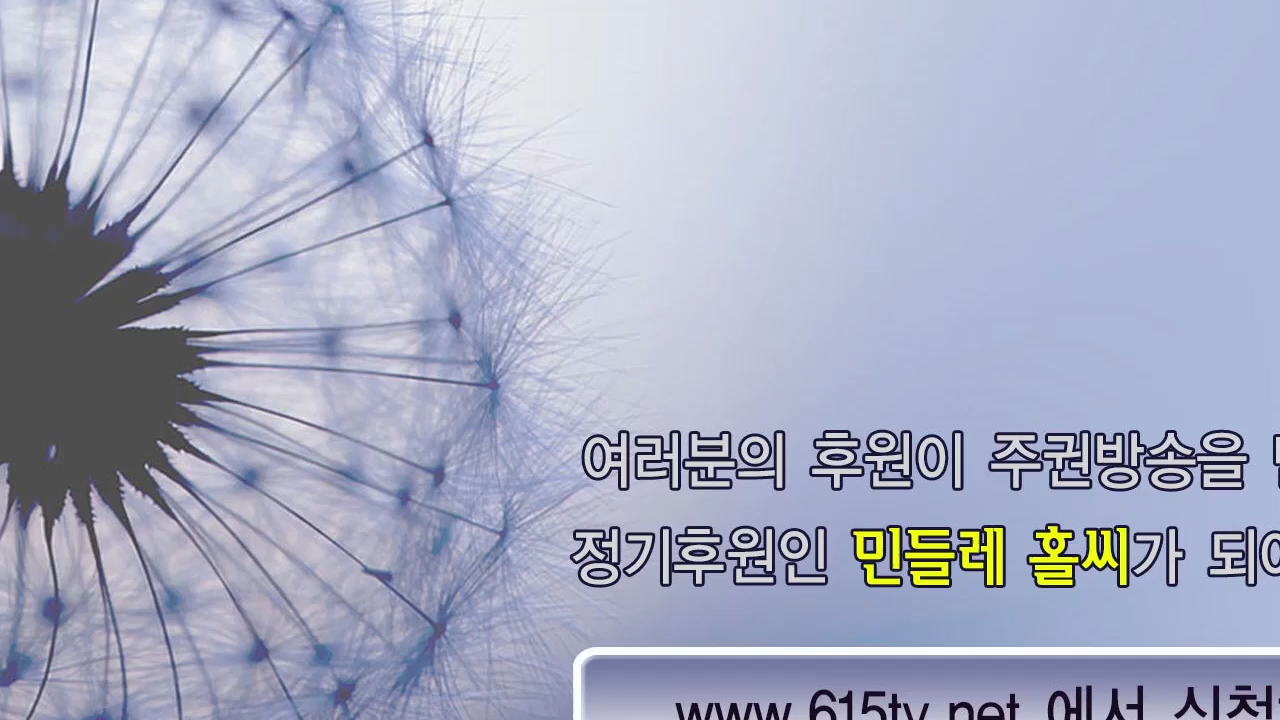 여러분의 후원이 주권방송을
정기후원인 민들레 홀씨가 되어
www.615tv.net 에서 신청